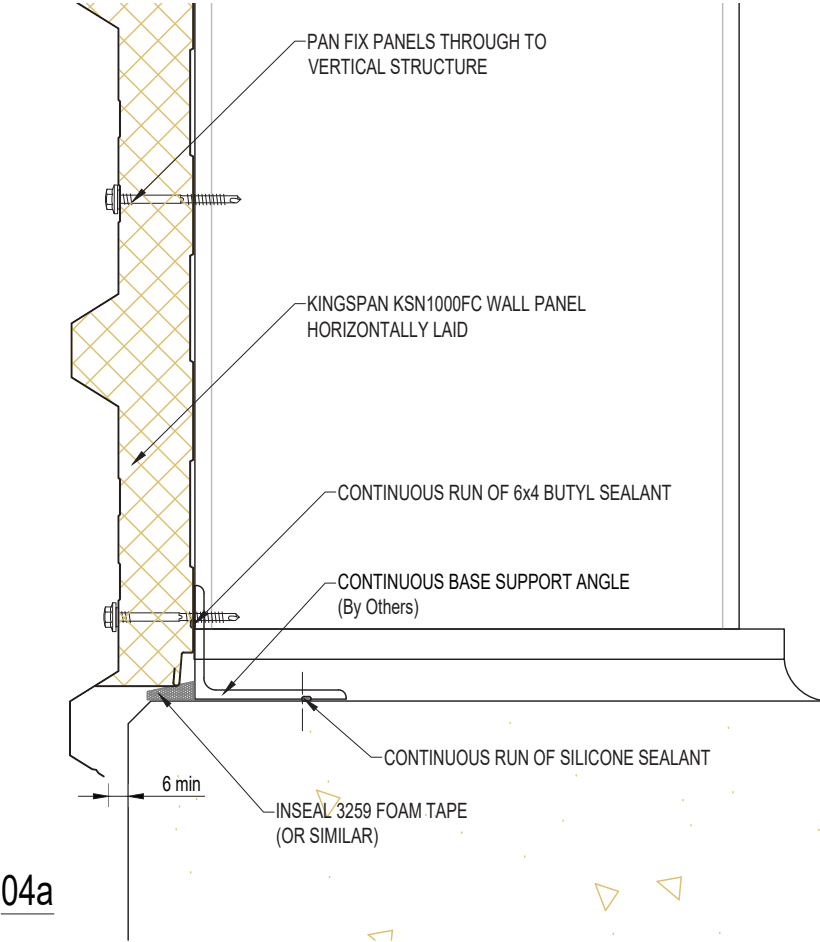 PAN FIX PANELS THROUGH TO
VERTICAL STRUCTURE
KINGSPAN KSN1000FC WALL PANEL
HORIZONTALLY LAID
CONTINUOUS RUN OF 6x4 BUTYL SEALANT
CONTINUOUS BASE SUPPORT ANGLE
(By Others)
CONTINUOUS RUN OF SILICONE SEALANT
6 min
INSEAL 3259 FOAM TAPE
(OR SIMILAR)
04a